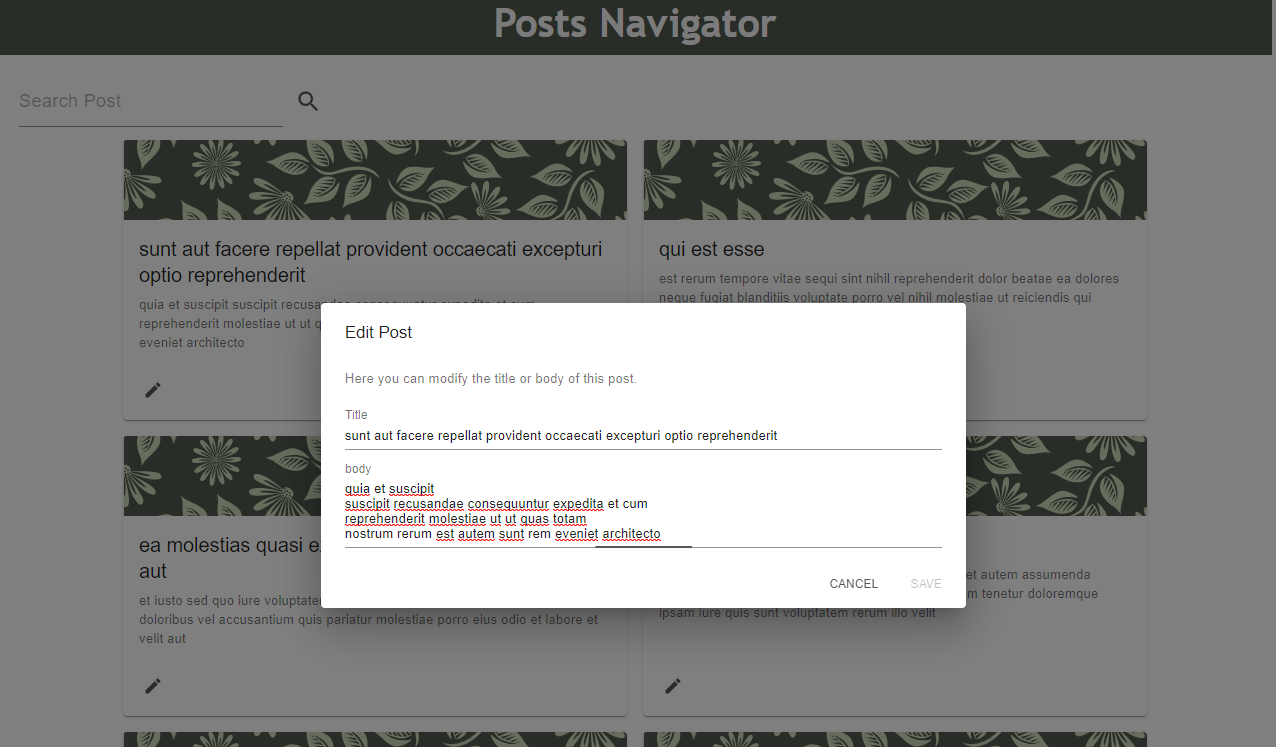 Posts Navigator
Search Post
sunt aut facere repellat provident occaecati excepturi
optio reprehenderit
quia et suscipit suscipit recusandae consequuntur expedita et cum
reprehenderit molestiae ut ut
eveniet architecto
qui est esse
est rerum tempore vitae sequi sint nihil reprehenderit dolor beatae ea dolores
neque fugiat blanditiis voluptate porro vel nihil molestiae ut reiciendis qui
Edit Post
Here you can modify the title or body of this post.
Title
sunt aut facere repellat provident occaecati excepturi optio reprehenderit
body
quia et suscipit
suscipit recusandae consequuntur expedita et cum
reprehenderit molestiae ut ut quas totam
nostrum rerum est autem sunt rem eveniet architecto
CANCEL
SAVE
ea molestias quasi
aut
et iusto sed quo iure
doloribus vel accusantium quis pariatur molestiae porro eius odio et labore et
velit aut
et autem assumenda
tenetur doloremque
ipsam iure quis sunt voluptatem rerum illo velit